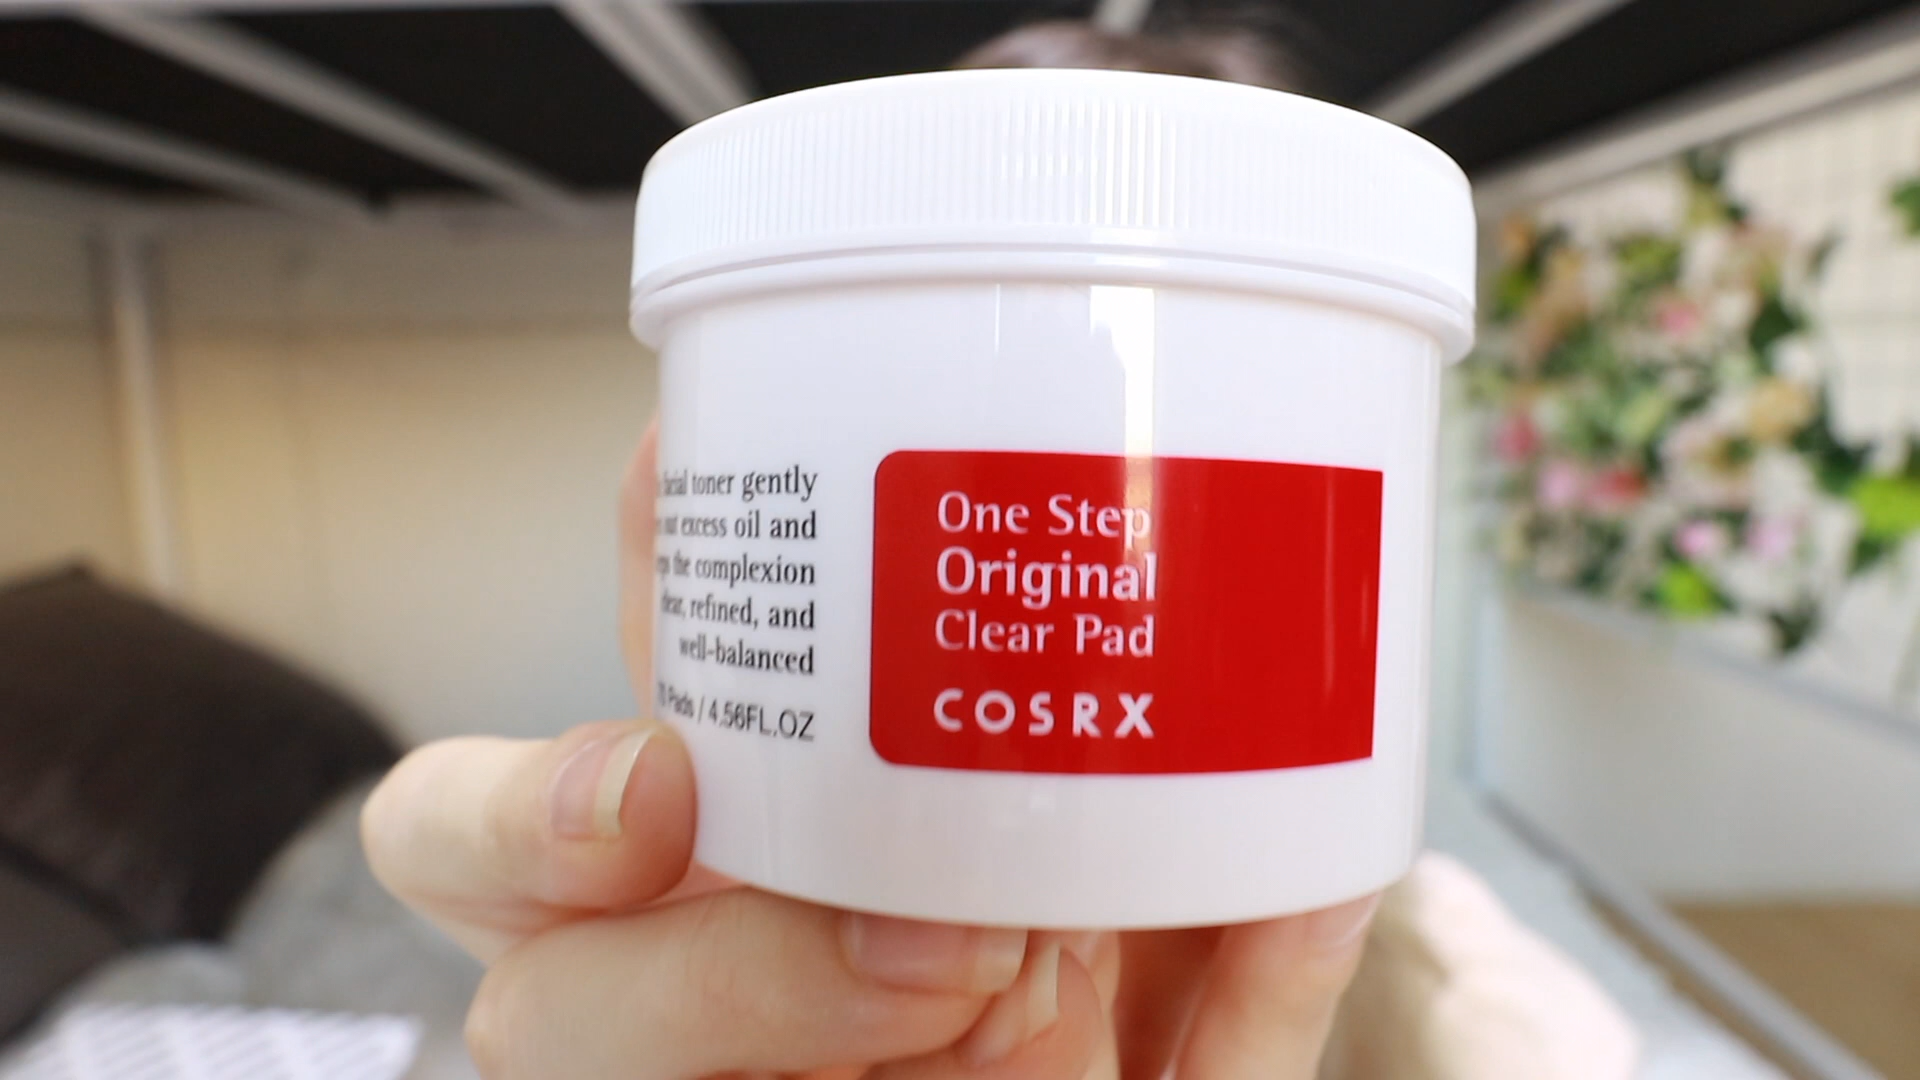 facial toner gently
out excess oil and
the complexion
clear, refined, and
well-balanced
Pads / 4.56FL.OZ
One Step
Original
Clear Pad
COSRX